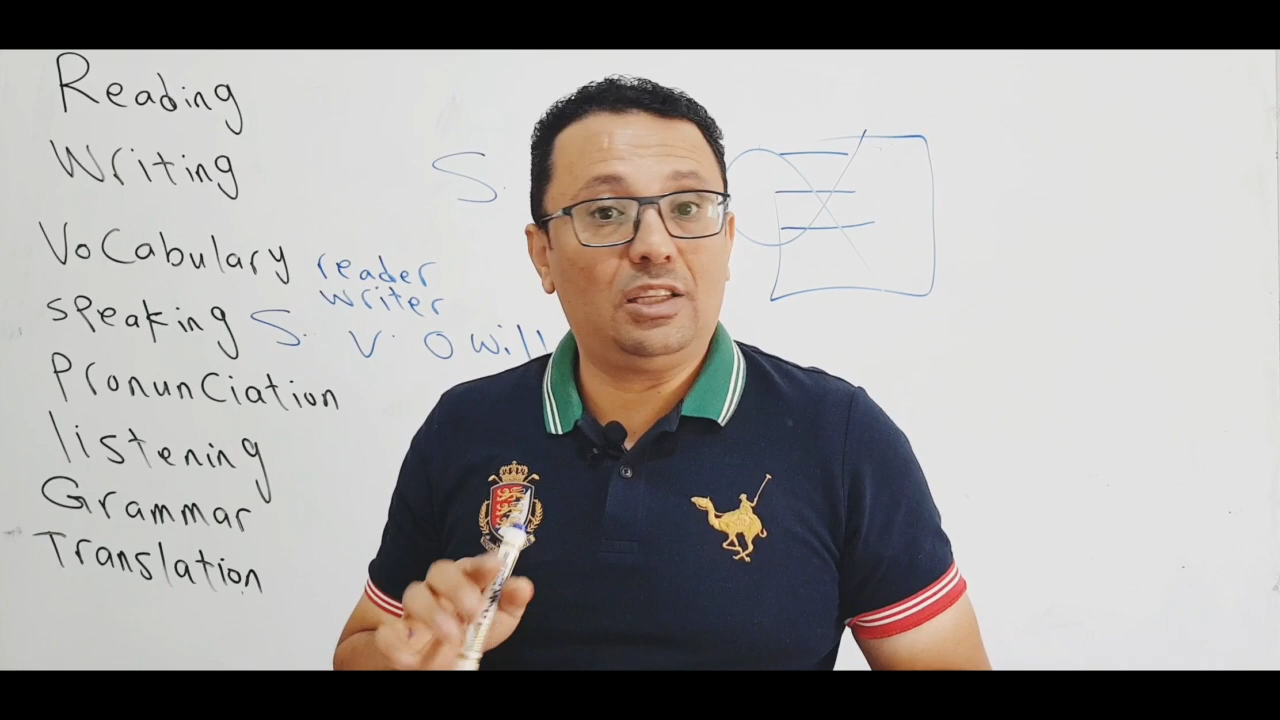 Reading
Writing
Vocabulary reader
writer
speaking S. V. O will
Pronunciation
listening
Grammar
Translation
S.